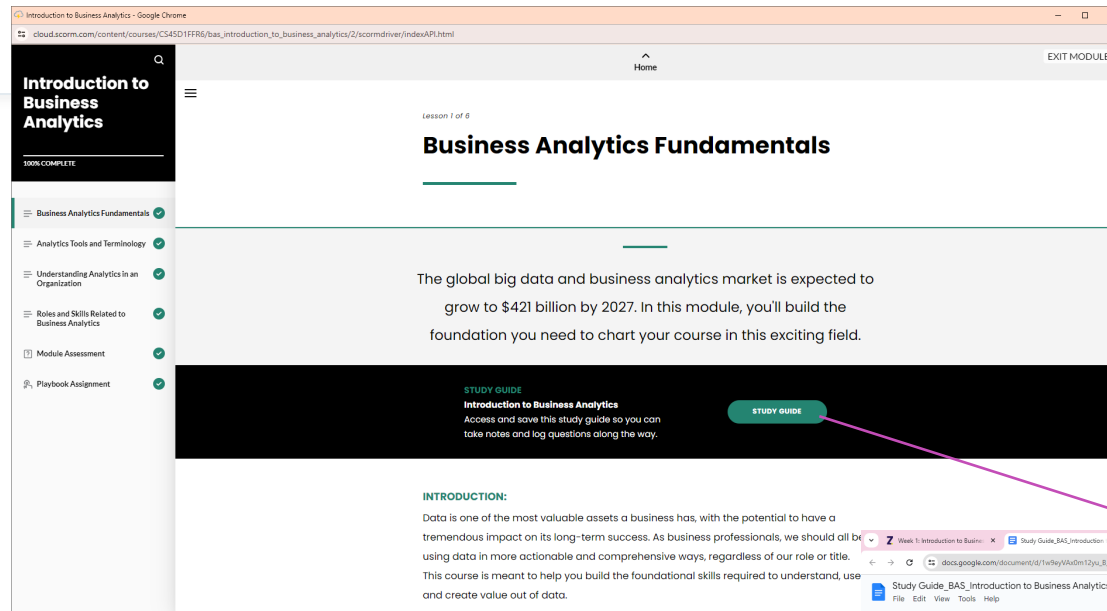 Introduction to Business Analytics - Google Chrome
cloud.scorm.com/content/courses/CS45D1FFR6/bas_introduction_to_business_analytics/2/scormdriver/indexAPI.html
Home
EXIT MODULE
Introduction to
Business
Analytics
100% COMPLETE
Business Analytics Fundamentals
Analytics Tools and Terminology
Understanding Analytics in an
Organization
Roles and Skills Related to
Business Analytics
Module Assessment
Playbook Assignment
Lesson 1 of 6
Business Analytics Fundamentals
The global big data and business analytics market is expected to
grow to $421 billion by 2027. In this module, you'll build the
foundation you need to chart your course in this exciting field.
STUDY GUIDE
Introduction to Business Analytics
Access and save this study guide so you can
take notes and log questions along the way.
STUDY GUIDE
INTRODUCTION:
Data is one of the most valuable assets a business has, with the potential to have a
tremendous impact on its long-term success. As business professionals, we should all be
using data in more actionable and comprehensive ways, regardless of our role or title.
This course is meant to help you build the foundational skills required to understand, use
and create value out of data.
Week 1: Introduction to Busine
Study Guide_BAS_Introduction
docs.google.com/document/d/1w9eyVAx0m12yu_B
Study Guide_BAS_Introduction to Business Analytics
File Edit View Tools Help